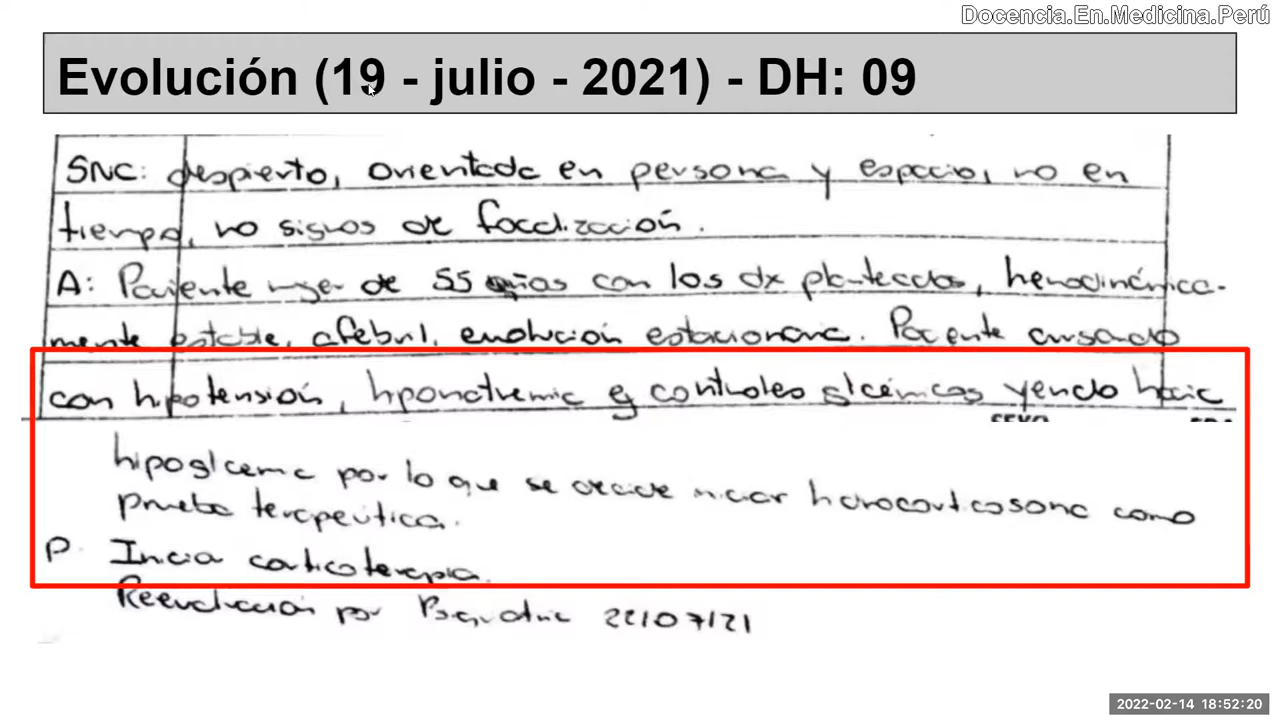 Docencia.En.Medicina.Perú
Evolución (19 - julio - 2021) - DH: 09
SNC: despierto, orientada en persona y espacio, no en
tiempo, no signos de focalización.
A: Paciente mujer de 55 años con los dx planteados, hemodinámica-
mente estable, afebril, evolución estacionaria. Paciente cursando
con hipotensión, hiponatremia y controles glicémicos yendo hacia
hipoglicemia por lo que se decide iniciar hidrocortisona como
prueba terapéutica.
P. Inicia corticoterapia.
Reevaluación por Psiquiatria 22/07/21
2022-02-14 18:52:20